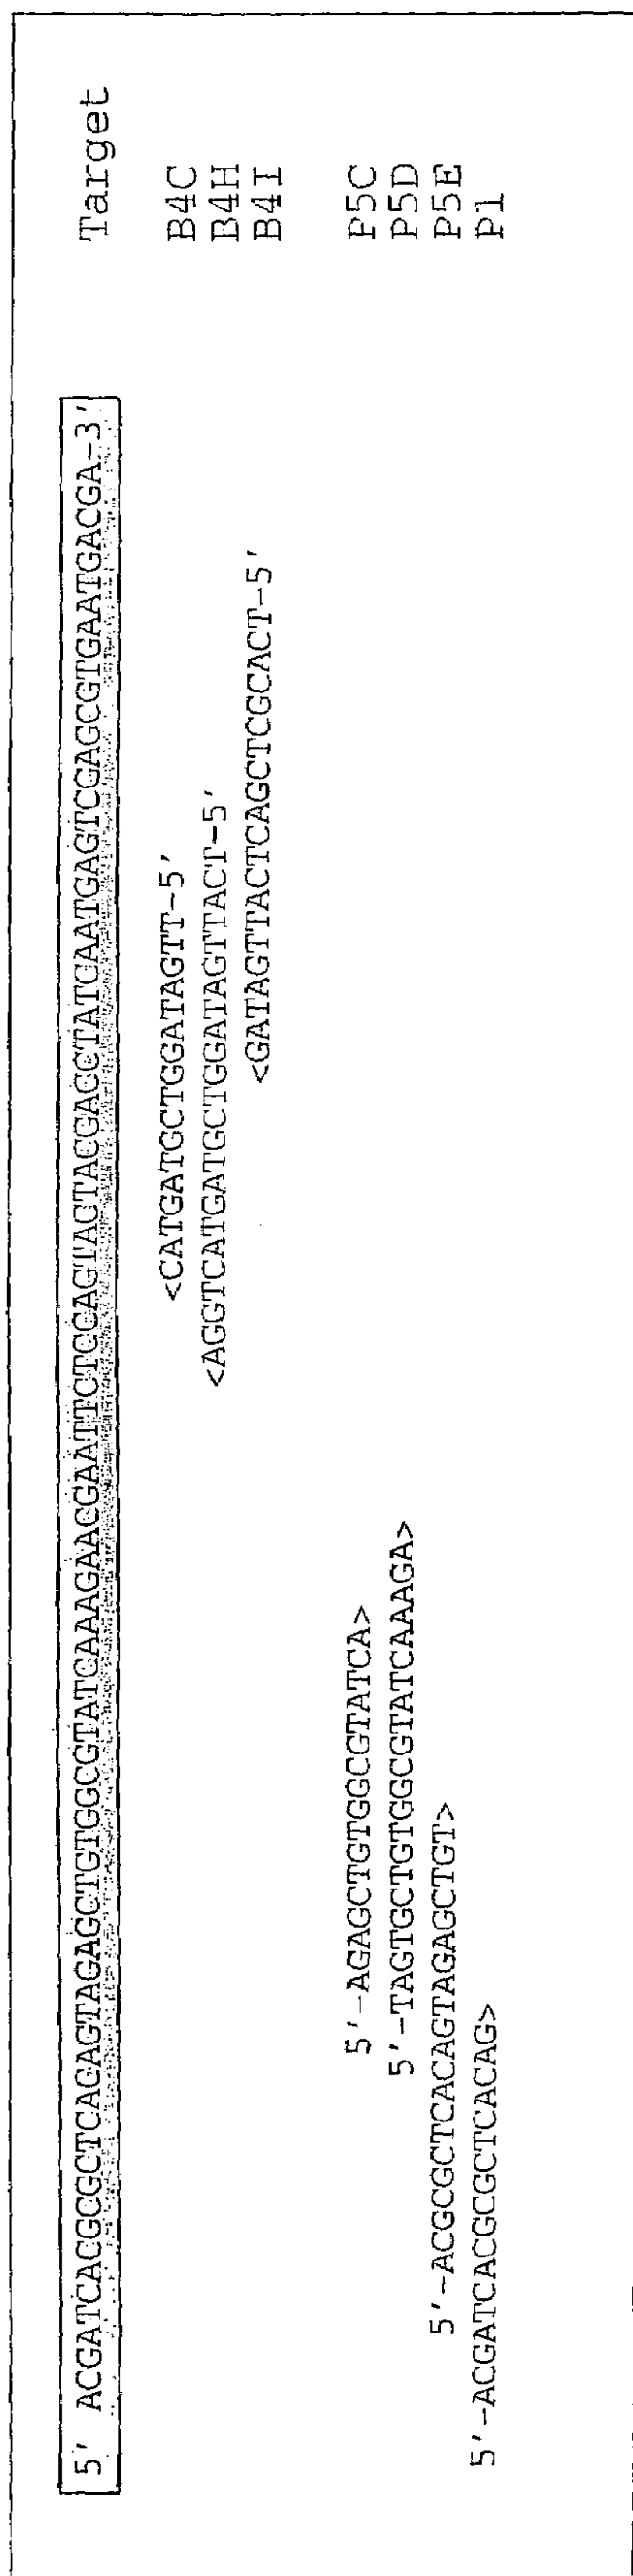 5' ACGATCACGCGCTCACAGTAGAGCTGTGGCGTATCAAAGAACGAATTCTCCAGTACTACGACCTATCAATGAGTCGAGCGTGAATGACGA-3' Target
<CATGATGCTGGATAGTT-5' B4C
<AGGTCATGATGCTGGATAGTTACT-5' B4H
<GATAGTTACTCAGCTCGCACT-5' B4I
5'-AGAGCTGTGGCGTATCA> P5C
5'-TAGTGCTGTGGCGTATCAAAGA> P5D
5'-ACGCGCTCACAGTAGAGCTGT> P5E
5'-ACGATCACGCGCTCACAG> P1